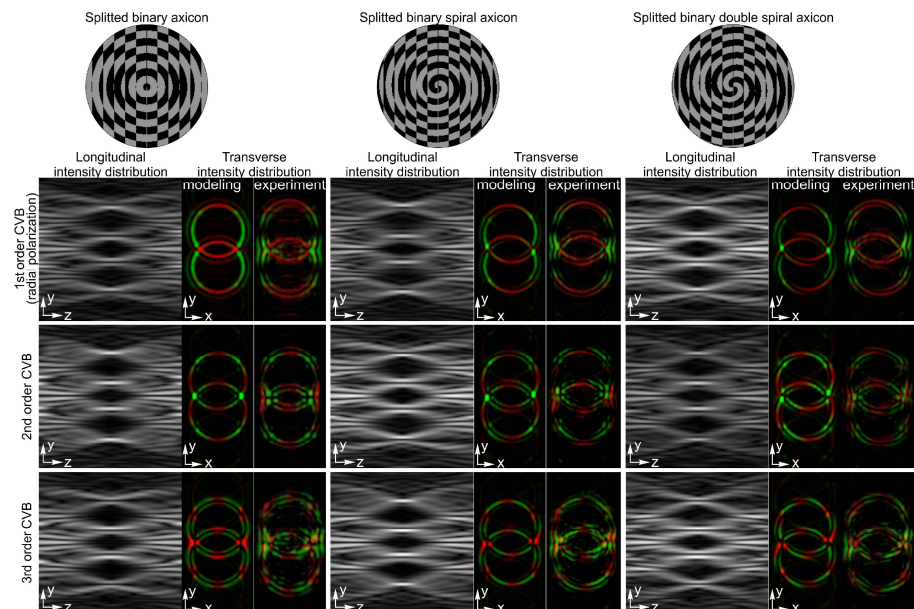 Splitted binary axicon
Splitted binary spiral axicon
Splitted binary double spiral axicon
Longitudinal
intensity distribution
Transverse
intensity distribution
Longitudinal
intensity distribution
Transverse
intensity distribution
Longitudinal
intensity distribution
Transverse
intensity distribution
modeling
experiment
modeling
experiment
modeling
experiment
1st order CVB
(radial polarization)
y
z
y
x
y
z
y
x
y
z
y
x
2nd order CVB
y
z
y
x
y
z
y
x
y
z
y
x
3rd order CVB
y
z
y
x
y
z
y
x
y
z
y
x